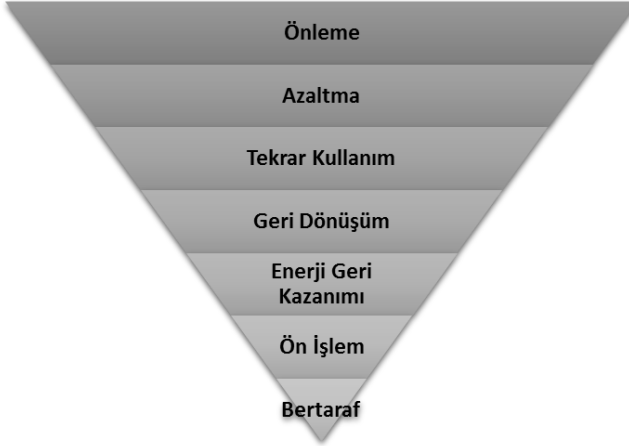 Önleme
Azaltma
Tekrar Kullanım
Geri Dönüşüm
Enerji Geri
Kazanımı
Ön İşlem
Bertaraf